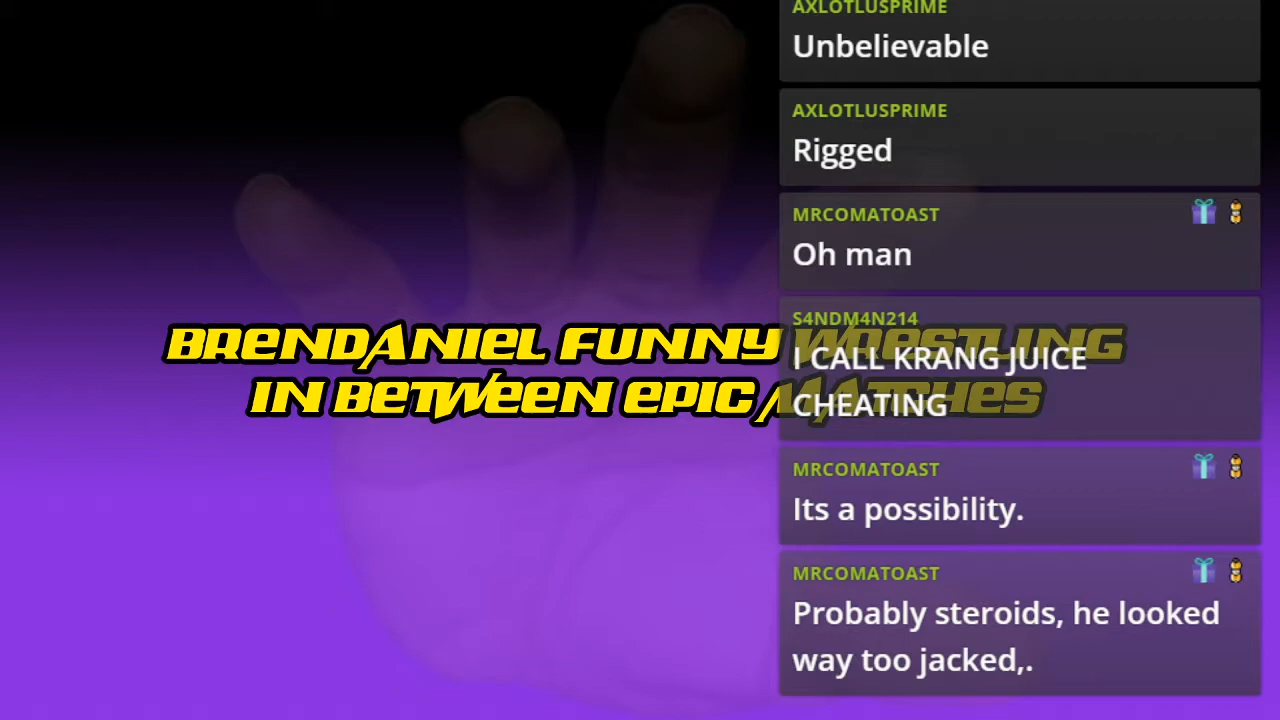 AXLOTLUSPRIME
Unbelievable
AXLOTLUSPRIME
Rigged
MRCOMATOAST
Oh man
S4NDM4N214
I CALL KRANG JUICE
CHEATING
MRCOMATOAST
Its a possibility.
MRCOMATOAST
Probably steroids, he looked
way too jacked,.
BRENDANIEL FUNNY WRESTLING
IN BETWEEN EPIC MATCHES